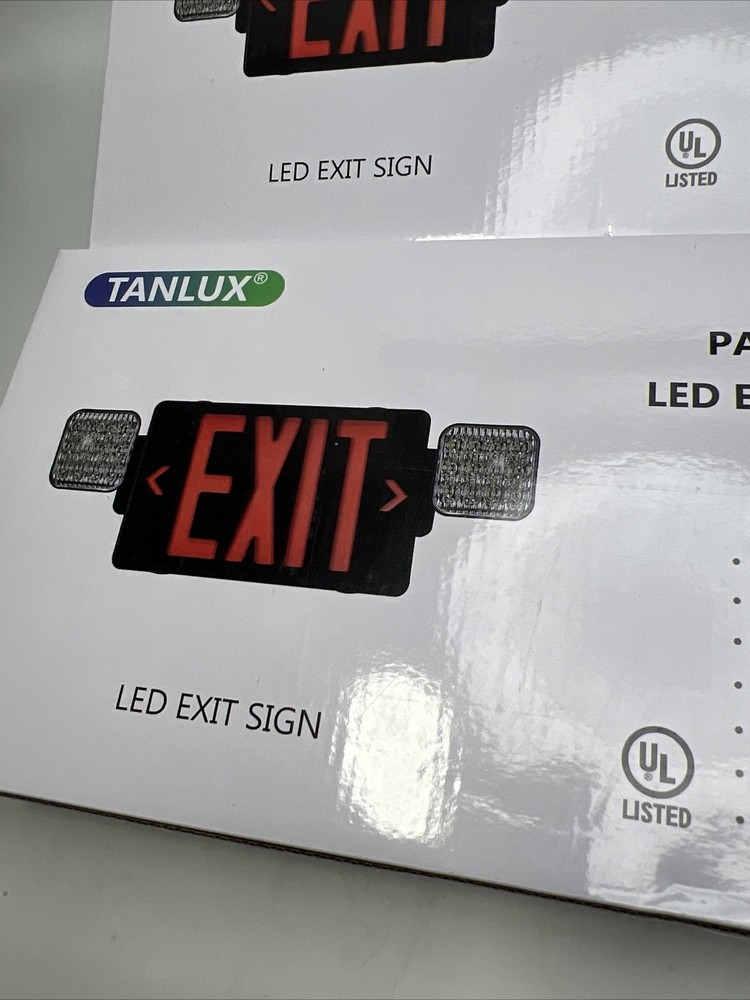 EXIT
LED EXIT SIGN
UL
®
LISTED
TANLUX®
PA
LED E
< EXIT >
LED EXIT SIGN
UL
®
LISTED